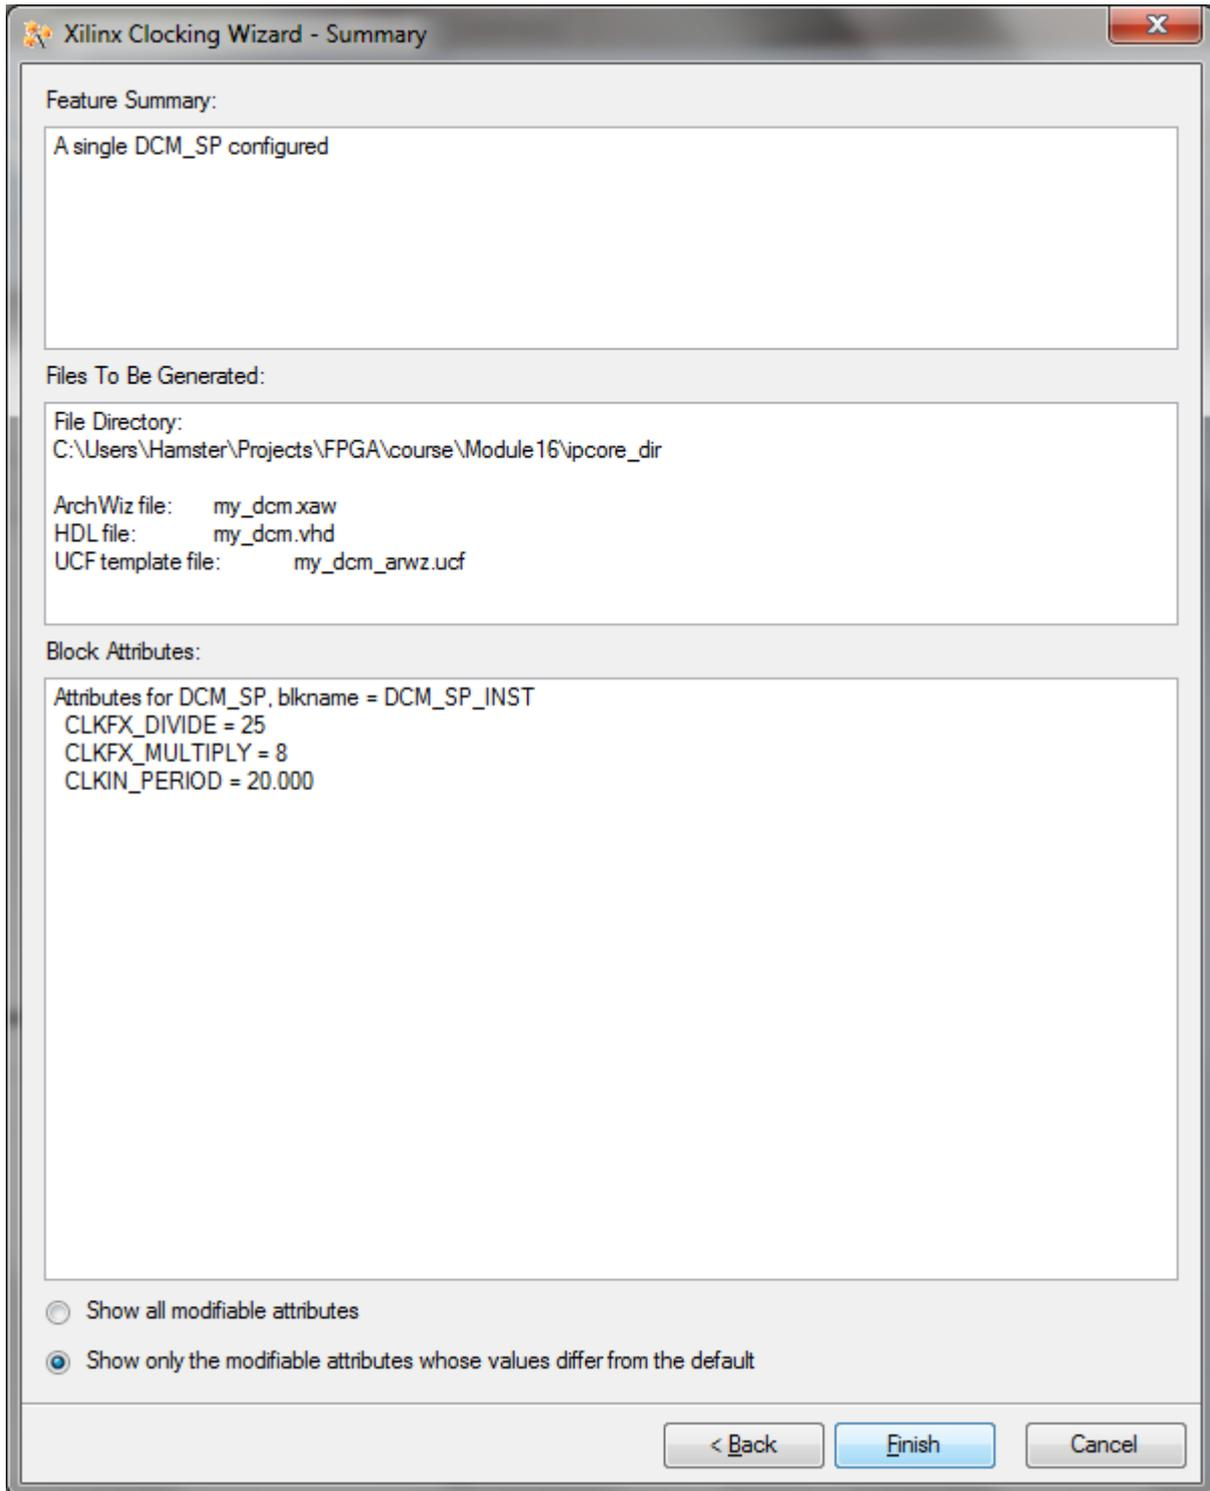 Xilinx Clocking Wizard - Summary
Feature Summary:
A single DCM_SP configured
Files To Be Generated:
File Directory:
C:\Users\Hamster\Projects\FPGA\course\Module16\ipcore_dir
ArchWiz file: my_dcm.xaw
HDL file: my_dcm.vhd
UCF template file: my_dcm_arwz.ucf
Block Attributes:
Attributes for DCM_SP, blkname = DCM_SP_INST
CLKFX_DIVIDE = 25
CLKFX_MULTIPLY = 8
CLKIN_PERIOD = 20.000
Show all modifiable attributes
Show only the modifiable attributes whose values differ from the default
< Back Finish Cancel